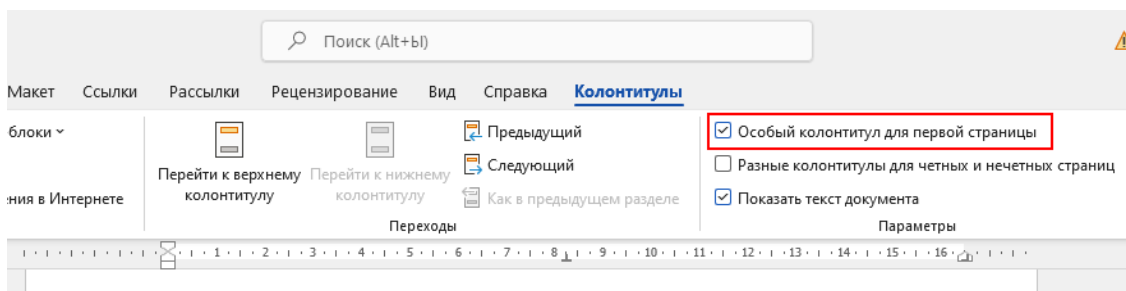 Поиск (Alt+Ы)
Макет Ссылки Рассылки Рецензирование Вид Справка Колонтитулы
блоки
ния в Интернете
Перейти к верхнему колонтитулу
Перейти к нижнему колонтитулу
Предыдущий
Следующий
Как в предыдущем разделе
Переходы
Особый колонтитул для первой страницы
Разные колонтитулы для четных и нечетных страниц
Показать текст документа
Параметры
1 2 3 4 5 6 7 8 9 10 11 12 13 14 15 16